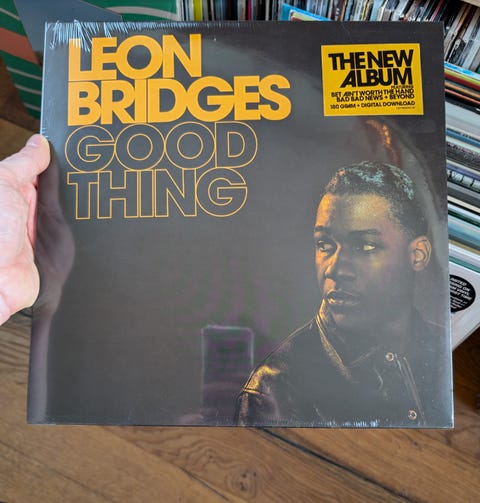 LEON
BRIDGES
GOOD
THING
THE NEW
ALBUM
BET AIN'T WORTH THE HAND
BAD BAD NEWS + BEYOND
180 GRAM + DIGITAL DOWNLOAD